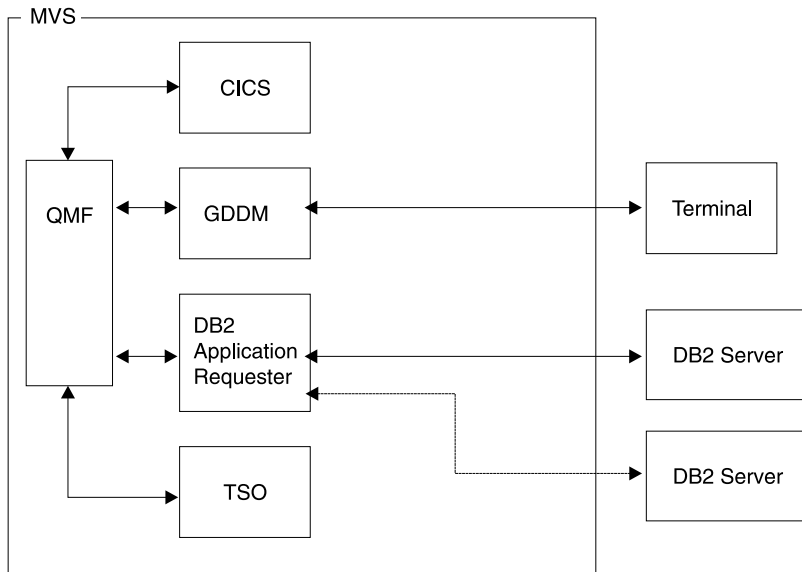 MVS
CICS
QMF
GDDM
Terminal
DB2
Application
Requester
DB2 Server
DB2 Server
TSO